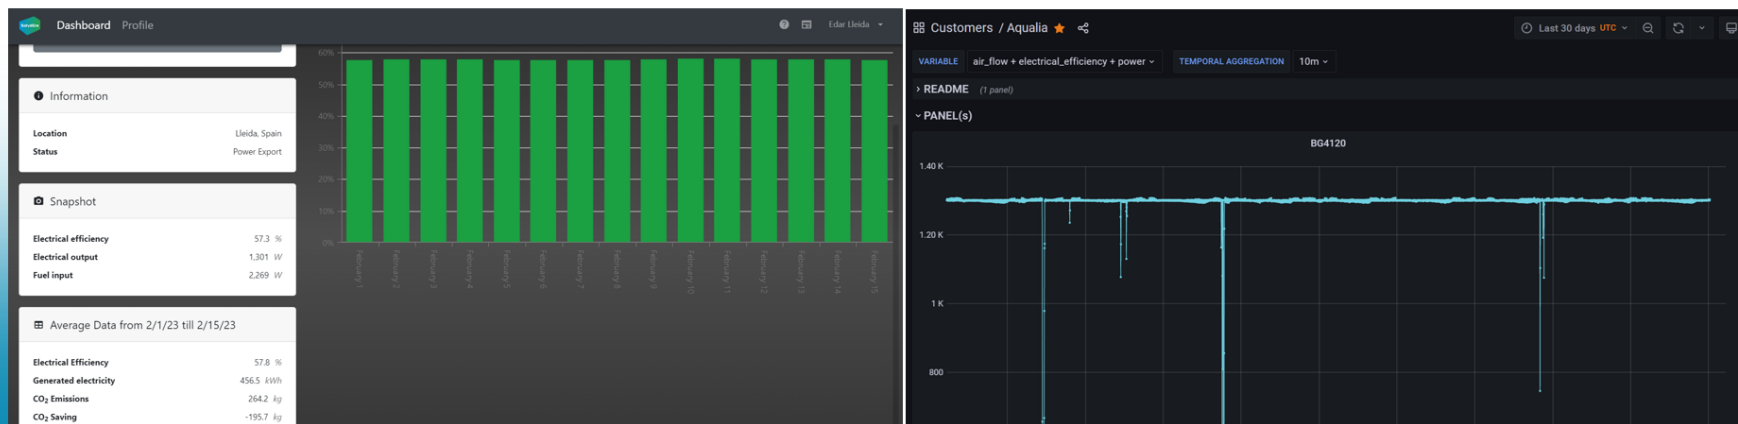 Dashboard Profile
Edar Lleida
Information
Location Lleida, Spain
Status Power Export
Snapshot
Electrical efficiency 57.3 %
Electrical output 1,301 W
Fuel input 2,269 W
Average Data from 2/1/23 till 2/15/23
Electrical Efficiency 57.8 %
Generated electricity 456.5 kWh
CO₂ Emissions 264.2 kg
CO₂ Saving -195.7 kg
60%
50%
40%
30%
20%
10%
0%
February 1
February 2
February 3
February 4
February 5
February 6
February 7
February 8
February 9
February 10
February 11
February 12
February 13
February 14
February 15
Customers / Aqualia
Last 30 days UTC
VARIABLE air_flow + electrical_efficiency + power
TEMPORAL AGGREGATION 10m
README (1 panel)
PANEL(s)
BG4120
1.40 K
1.20 K
1 K
800